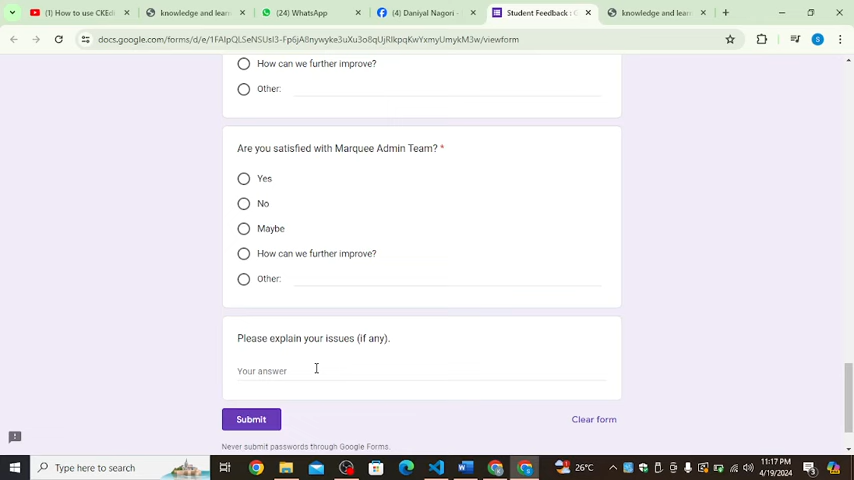 (1) How to use CKEdi
knowledge and lear
(24) WhatsApp
(4) Daniyal Nagori -
Student Feedback : C
knowledge and lear
docs.google.com/forms/d/e/1FAIpQLSeNSUsI3-Fp6jA8nywyke3uXu3o8qUjRlkpqKwYxmyUmykM3w/viewform
How can we further improve?
Other:
Are you satisfied with Marquee Admin Team? *
Yes
No
Maybe
How can we further improve?
Other:
Please explain your issues (if any).
Your answer
Submit
Clear form
Never submit passwords through Google Forms.
Type here to search
26°C
11:17 PM
4/19/2024